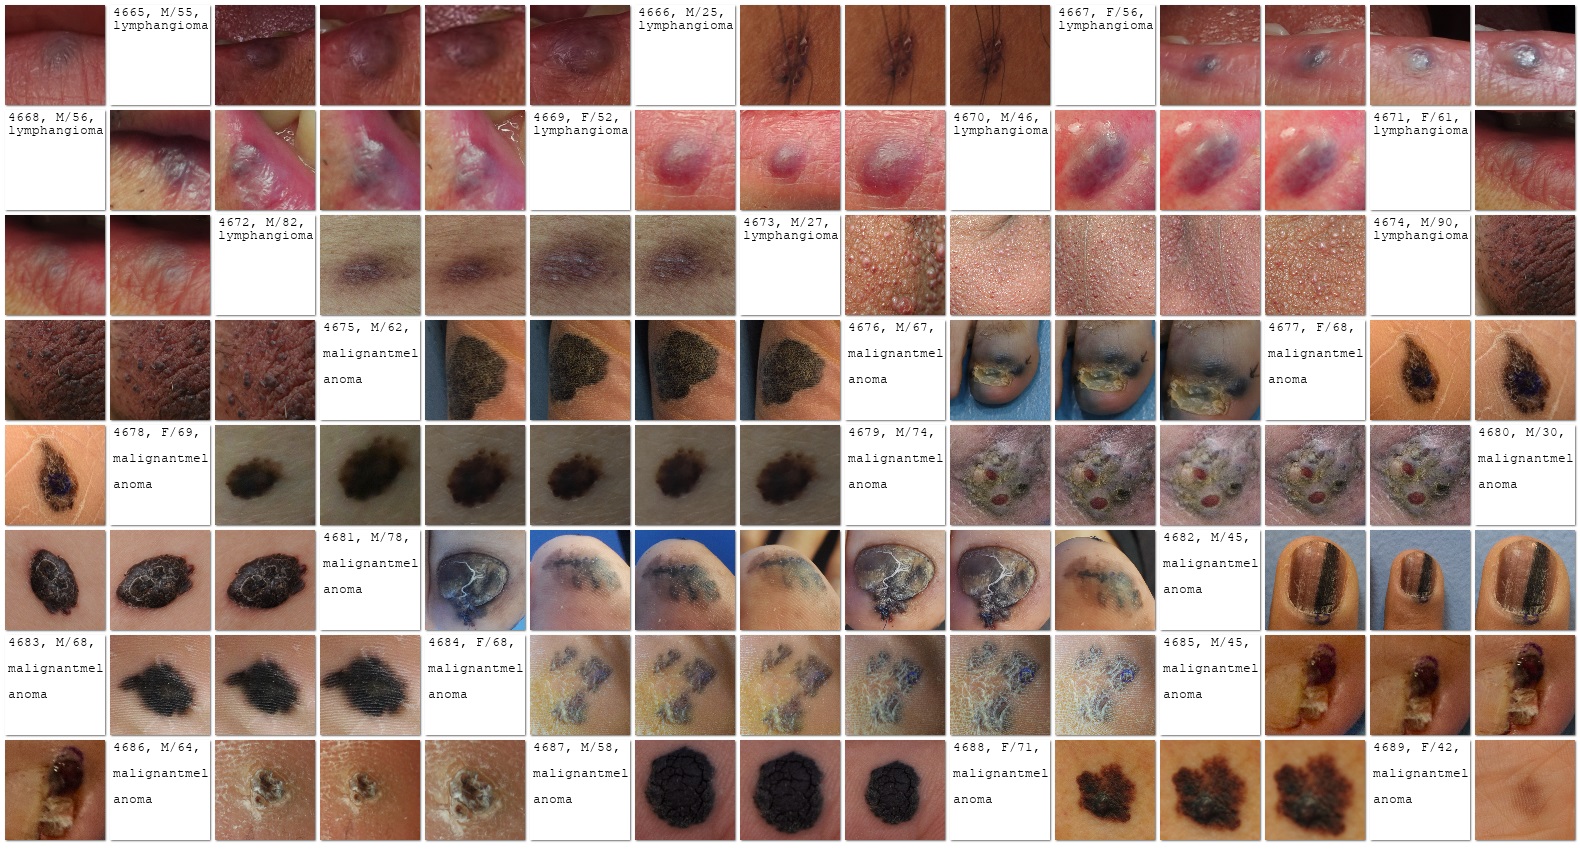 4665, M/55,
lymphangioma
4666, M/25,
lymphangioma
4667, F/56,
lymphangioma
4668, M/56,
lymphangioma
4669, F/52,
lymphangioma
4670, M/46,
lymphangioma
4671, F/61,
lymphangioma
4672, M/82,
lymphangioma
4673, M/27,
lymphangioma
4674, M/90,
lymphangioma
4675, M/62,
malignantmel
anoma
4676, M/67,
malignantmel
anoma
4677, F/68,
malignantmel
anoma
4678, F/69,
malignantmel
anoma
4679, M/74,
malignantmel
anoma
4680, M/30,
malignantmel
anoma
4681, M/78,
malignantmel
anoma
4682, M/45,
malignantmel
anoma
4683, M/68,
malignantmel
anoma
4684, F/68,
malignantmel
anoma
4685, M/45,
malignantmel
anoma
4686, M/64,
malignantmel
anoma
4687, M/58,
malignantmel
anoma
4688, F/71,
malignantmel
anoma
4689, F/42,
malignantmel
anoma